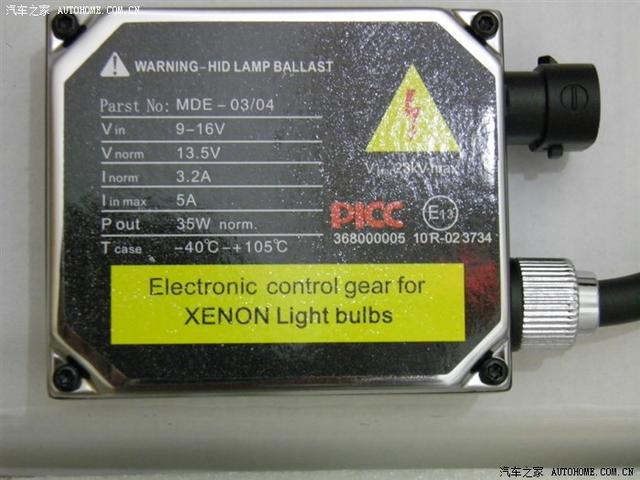 汽车之家 AUTOHOME.COM.CN
WARNING-HID LAMP BALLAST
Parst No: MDE-03/04
Vin 9-16V
Vnorm 13.5V
Inorm 3.2A
Iin max 5A
Pout 35W norm.
Tcase -40℃-+105℃
23kV max
PICC
E13
368000005 10R-02 3734
Electronic control gear for
XENON Light bulbs
汽车之家 AUTOHOME.COM.CN